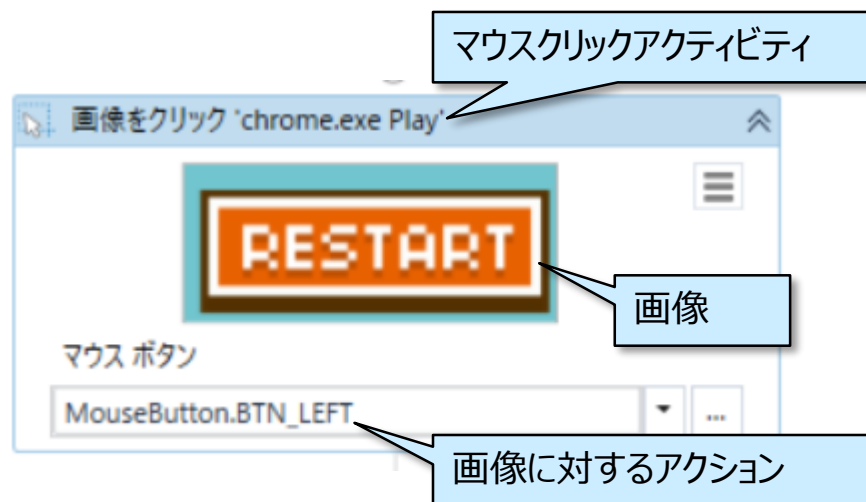 マウスクリックアクティビティ
画像をクリック 'chrome.exe Play'
RESTART
画像
マウス ボタン
MouseButton.BTN_LEFT
...
画像に対するアクション